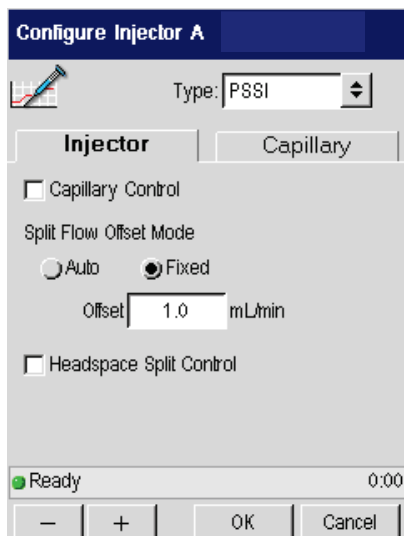 Configure Injector A
Type: PSSI
Injector Capillary
Capillary Control
Split Flow Offset Mode
Auto Fixed
Offset 1.0 mL/min
Headspace Split Control
Ready 0:00
− + OK Cancel